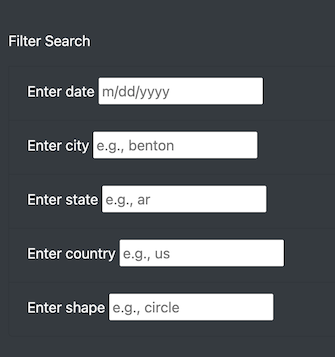 Filter Search
Enter date m/dd/yyyy
Enter city e.g., benton
Enter state e.g., ar
Enter country e.g., us
Enter shape e.g., circle